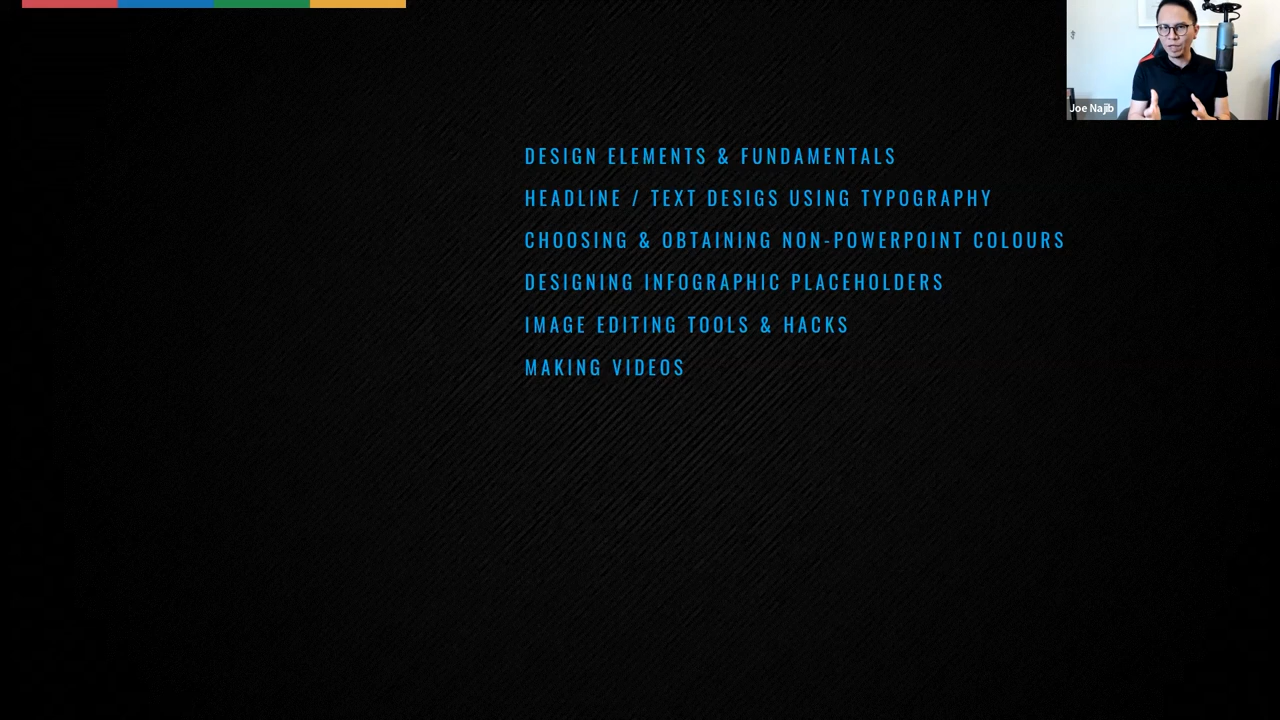 Joe Najib
DESIGN ELEMENTS & FUNDAMENTALS
HEADLINE / TEXT DESIGS USING TYPOGRAPHY
CHOOSING & OBTAINING NON-POWERPOINT COLOURS
DESIGNING INFOGRAPHIC PLACEHOLDERS
IMAGE EDITING TOOLS & HACKS
MAKING VIDEOS